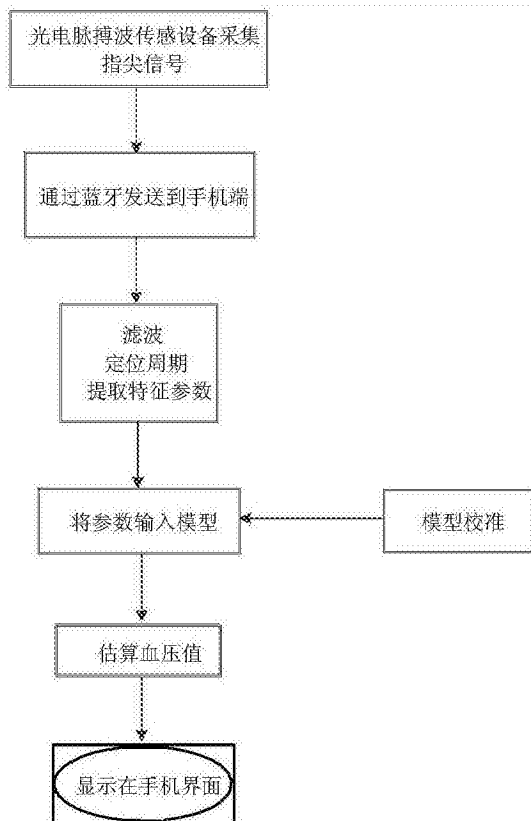 光电脉搏波传感设备采集
指尖信号
通过蓝牙发送到手机端
滤波
定位周期
提取特征参数
将参数输入模型
模型校准
估算血压值
显示在手机界面